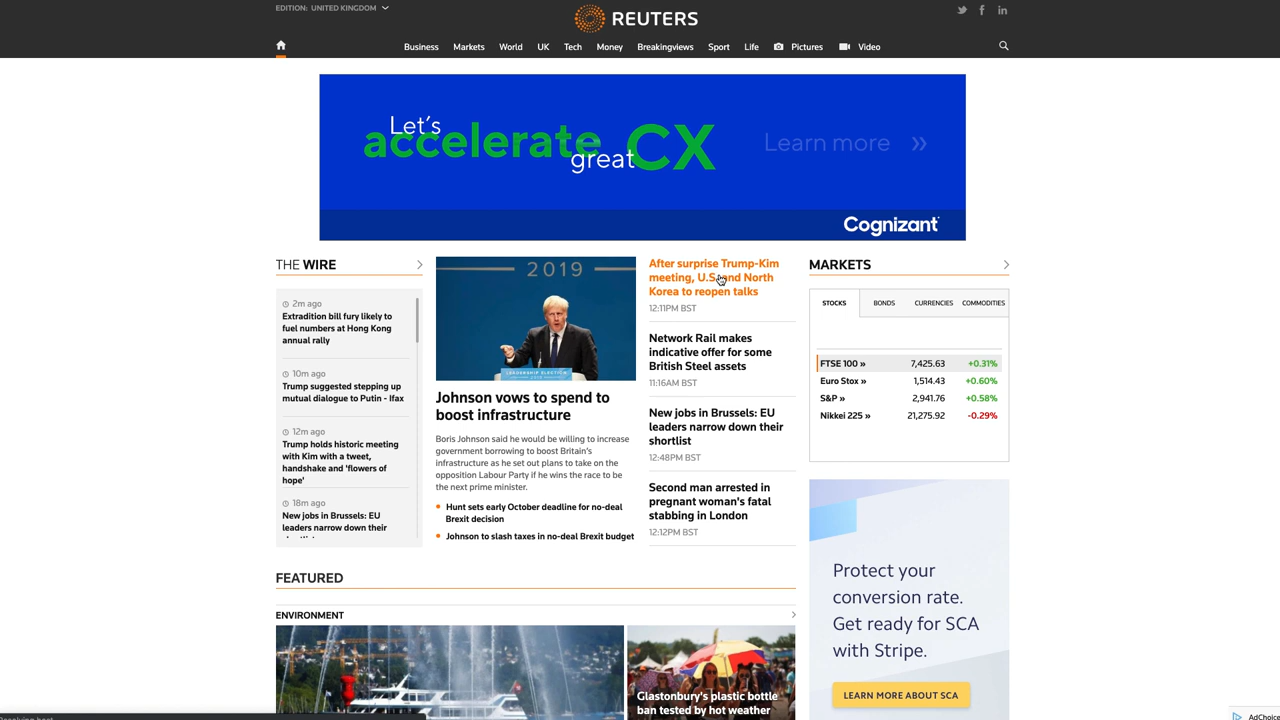 EDITION: UNITED KINGDOM
REUTERS
Business Markets World UK Tech Money Breakingviews Sport Life Pictures Video
Let's
accelerate
great
CX
Learn more »
Cognizant
THE WIRE
2m ago
Extradition bill fury likely to
fuel numbers at Hong Kong
annual rally
10m ago
Trump suggested stepping up
mutual dialogue to Putin - Ifax
12m ago
Trump holds historic meeting
with Kim with a tweet,
handshake and 'flowers of
hope'
18m ago
New jobs in Brussels: EU
leaders narrow down their
2019
LEADERSHIP ELECTION
Johnson vows to spend to
boost infrastructure
Boris Johnson said he would be willing to increase
government borrowing to boost Britain's
infrastructure as he set out plans to take on the
opposition Labour Party if he wins the race to be
the next prime minister.
Hunt sets early October deadline for no-deal
Brexit decision
Johnson to slash taxes in no-deal Brexit budget
After surprise Trump-Kim
meeting, U.S. and North
Korea to reopen talks
12:11PM BST
Network Rail makes
indicative offer for some
British Steel assets
11:16AM BST
New jobs in Brussels: EU
leaders narrow down their
shortlist
12:48PM BST
Second man arrested in
pregnant woman's fatal
stabbing in London
12:12PM BST
MARKETS
STOCKS BONDS CURRENCIES COMMODITIES
FTSE 100 » 7,425.63 +0.31%
Euro Stox » 1,514.43 +0.60%
S&P » 2,941.76 +0.58%
Nikkei 225 » 21,275.92 -0.29%
FEATURED
ENVIRONMENT
Glastonbury's plastic bottle
ban tested by hot weather
Protect your
conversion rate.
Get ready for SCA
with Stripe.
LEARN MORE ABOUT SCA
AdChoic